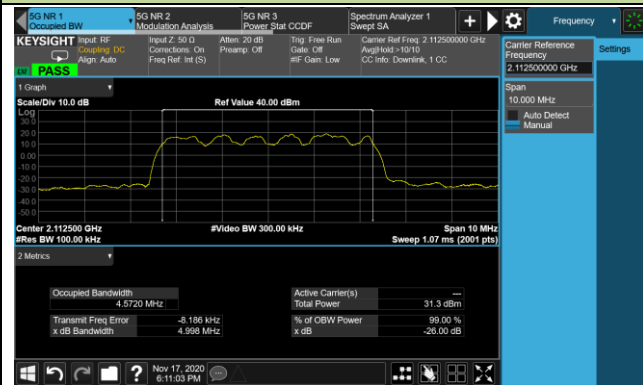 5G NR 1
Occupied BW
5G NR 2
Modulation Analysis
5G NR 3
Power Stat CCDF
Spectrum Analyzer 1
Swept SA
Frequency
KEYSIGHT
Input: RF
Coupling: DC
Align: Auto
Input Z: 50 Ω
Corrections: On
Freq Ref: Int (S)
Atten: 20 dB
Preamp: Off
Trig: Free Run
Gate: Off
#IF Gain: Low
Carrier Ref Freq: 2.112500000 GHz
Avg|Hold:>10/10
CC Info: Downlink, 1 CC
PASS
Carrier Reference
Frequency
2.112500000 GHz
Settings
Span
10.000 MHz
Auto Detect
Manual
1 Graph
Scale/Div 10.0 dB
Ref Value 40.00 dBm
Log
30.0
20.0
10.0
0.00
-10.0
-20.0
-30.0
-40.0
-50.0
Center 2.112500 GHz
#Video BW 300.00 kHz
Span 10 MHz
#Res BW 100.00 kHz
Sweep 1.07 ms (2001 pts)
2 Metrics
Occupied Bandwidth
4.5720 MHz
Active Carrier(s)
---
Total Power
31.3 dBm
Transmit Freq Error
-8.186 kHz
% of OBW Power
99.00 %
x dB Bandwidth
4.998 MHz
x dB
-26.00 dB
?
Nov 17, 2020
6:11:03 PM